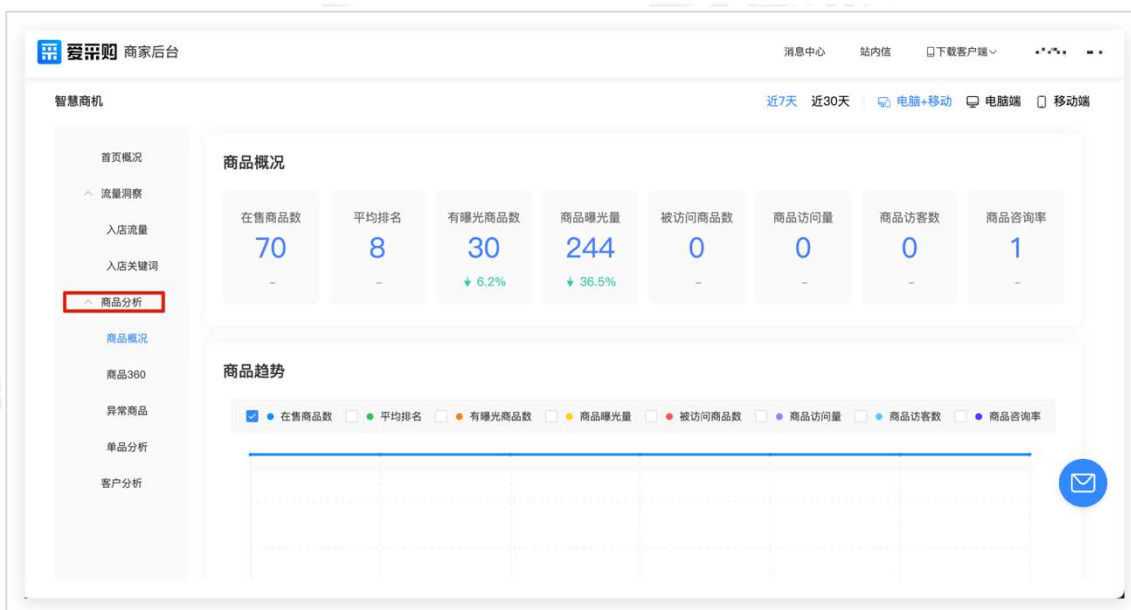 采 爱采购 商家后台 消息中心 站内信 下载客户端
智慧商机 近7天 近30天 电脑+移动 电脑端 移动端
首页概况
流量洞察
入店流量
入店关键词
商品分析
商品概况
商品360
异常商品
单品分析
客户分析
商品概况
在售商品数 平均排名 有曝光商品数 商品曝光量 被访问商品数 商品访问量 商品访客数 商品咨询率
70 8 30 244 0 0 0 1
- - 6.2% 36.5% - - - -
商品趋势
在售商品数 平均排名 有曝光商品数 商品曝光量 被访问商品数 商品访问量 商品访客数 商品咨询率